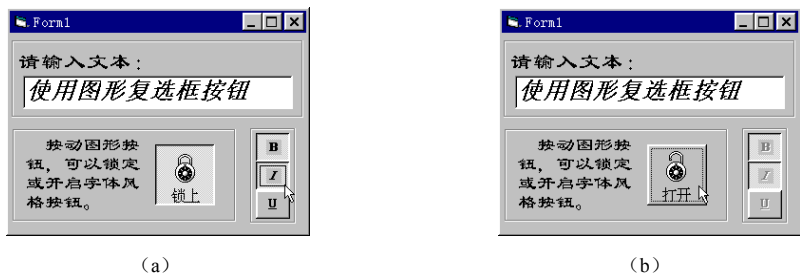 Form1
请输入文本：
使用图形复选框按钮
按动图形按
钮，可以锁定
或开启字体风
格按钮。
锁上
B
I
U
(a)
Form1
请输入文本：
使用图形复选框按钮
按动图形按
钮，可以锁定
或开启字体风
格按钮。
打开
B
I
U
(b)